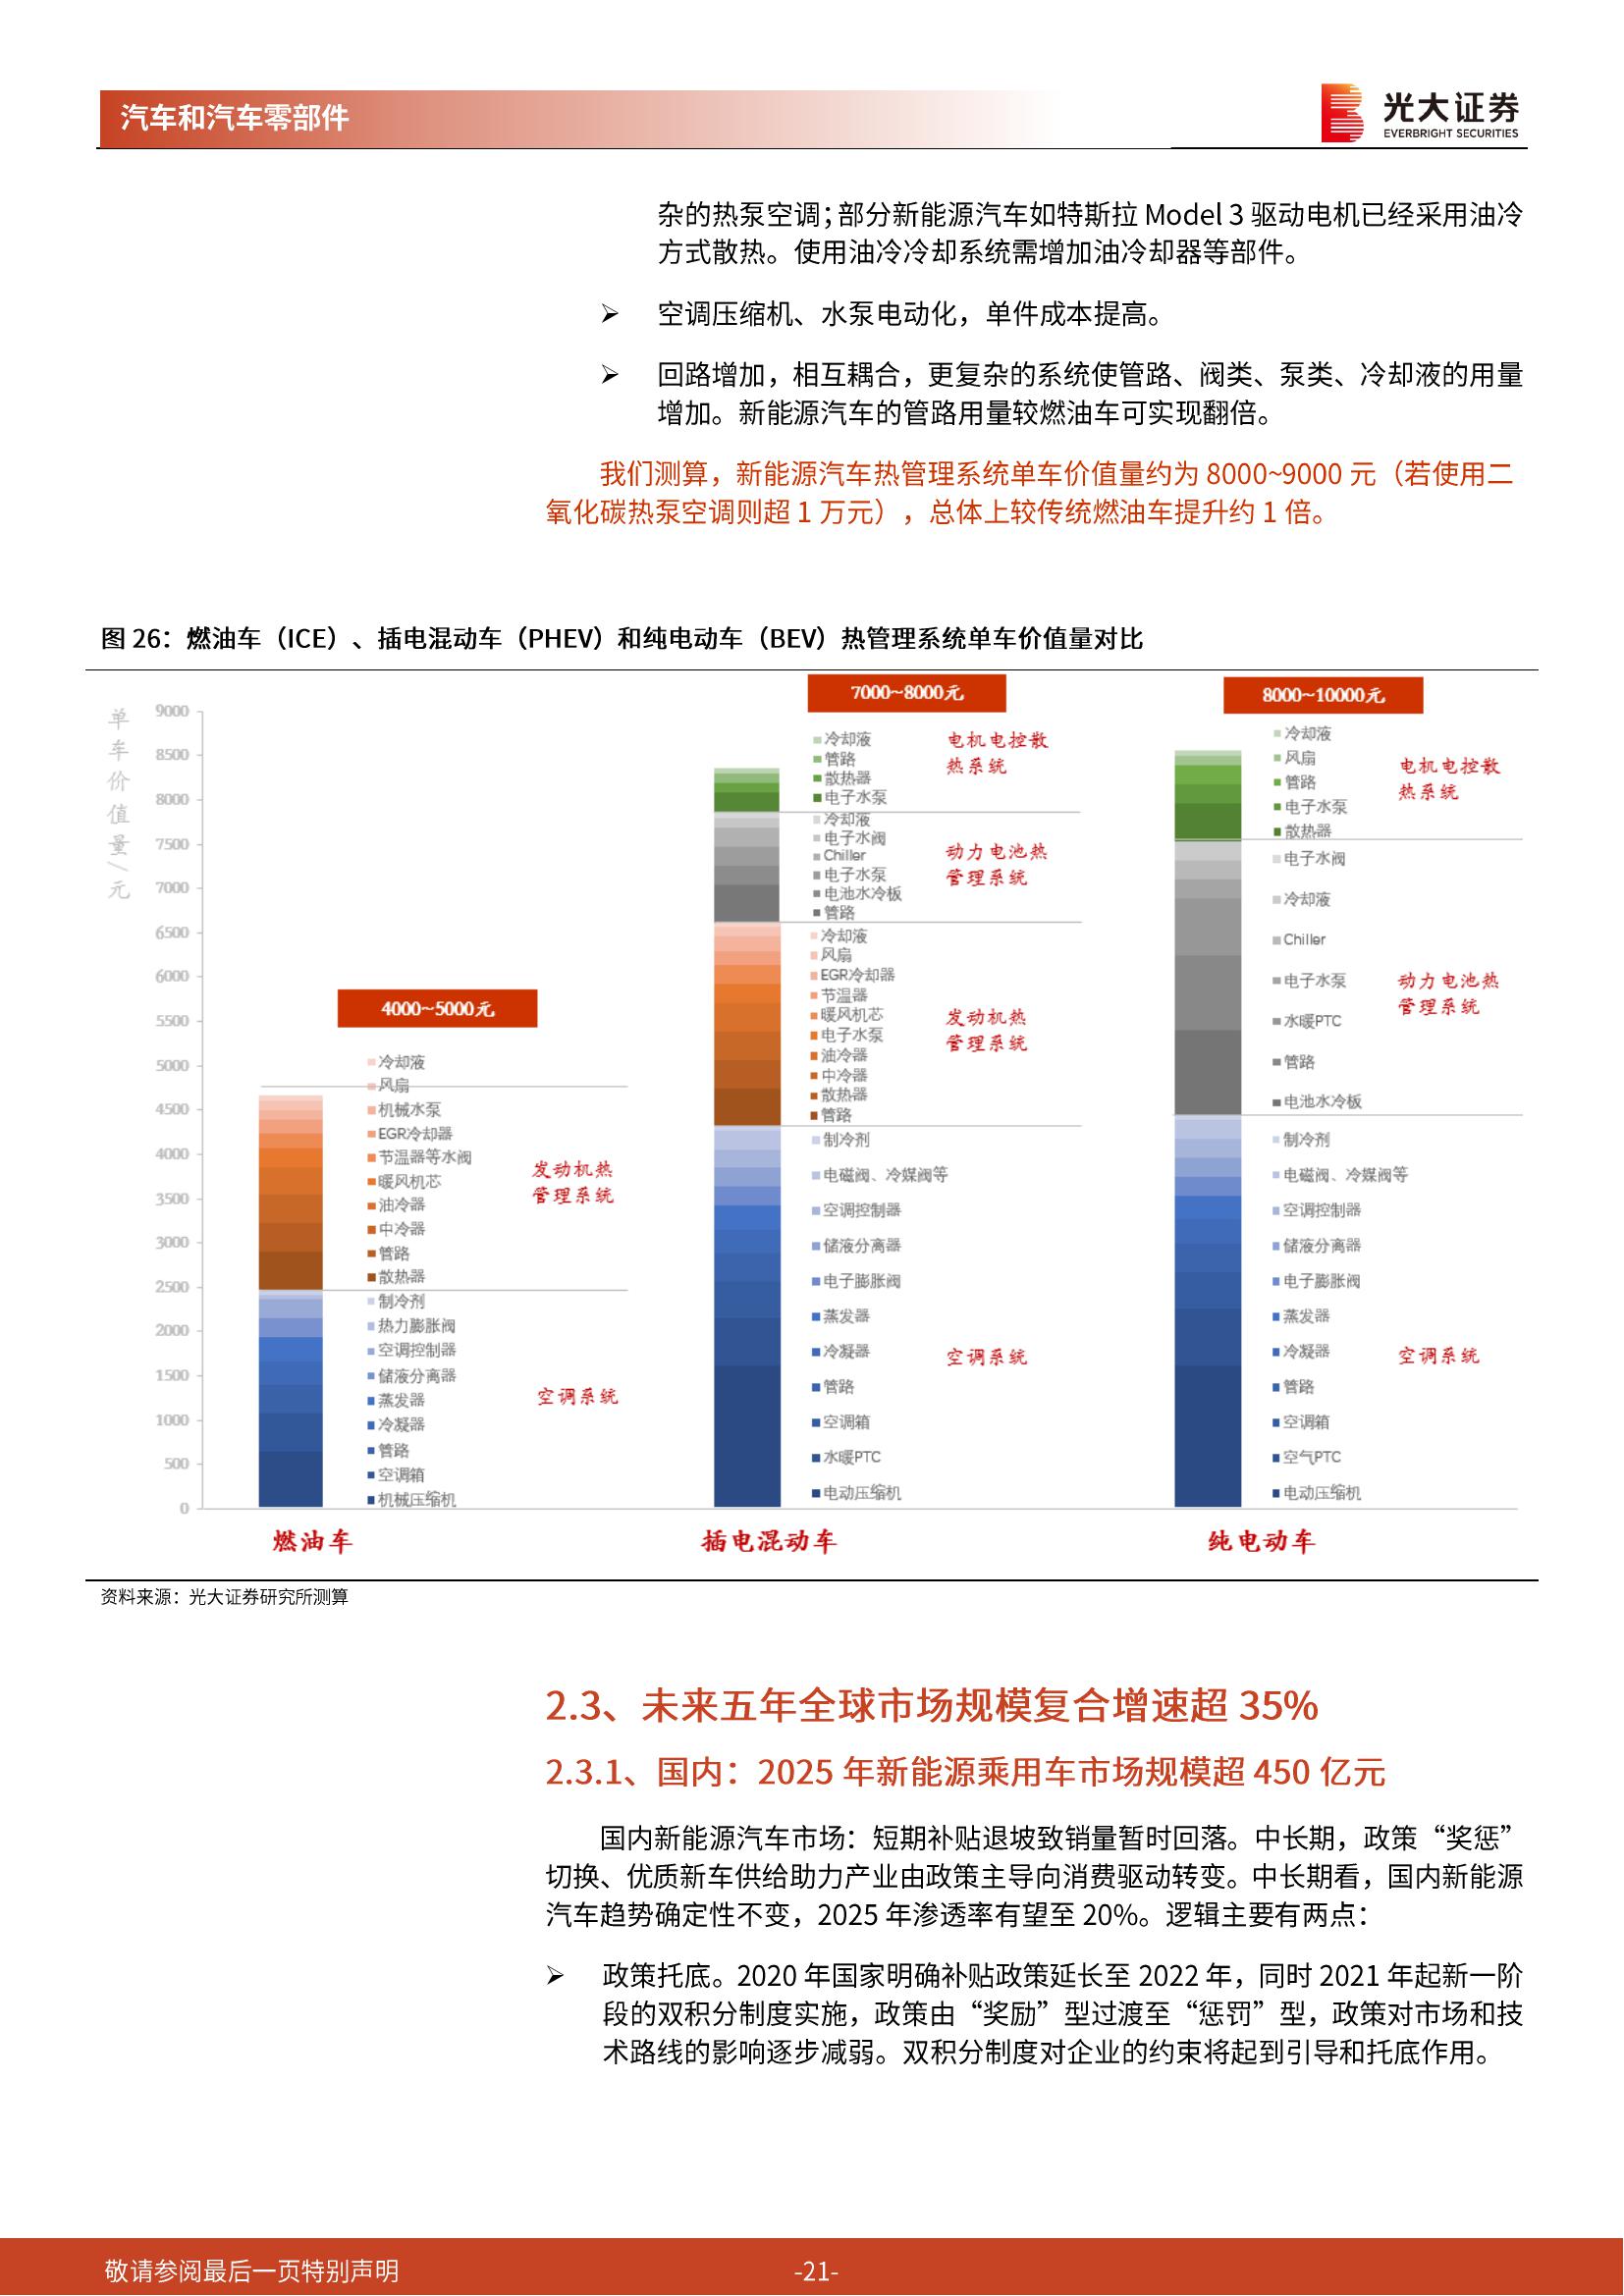 汽车和汽车零部件
光大证券
EVERBRIGHT SECURITIES
杂的热泵空调；部分新能源汽车如特斯拉 Model 3 驱动电机已经采用油冷
方式散热。使用油冷冷却系统需增加油冷却器等部件。
➢ 空调压缩机、水泵电动化，单件成本提高。
➢ 回路增加，相互耦合，更复杂的系统使管路、阀类、泵类、冷却液的用量
增加。新能源汽车的管路用量较燃油车可实现翻倍。
我们测算，新能源汽车热管理系统单车价值量约为 8000~9000 元（若使用二
氧化碳热泵空调则超 1 万元），总体上较传统燃油车提升约 1 倍。
图 26：燃油车（ICE）、插电混动车（PHEV）和纯电动车（BEV）热管理系统单车价值量对比
单车价值量/元
9000
8500
8000
7500
7000
6500
6000
5500
5000
4500
4000
3500
3000
2500
2000
1500
1000
500
0
4000~5000元
冷却液
风扇
机械水泵
EGR冷却器
节温器等水阀
暖风机芯
油冷器
中冷器
管路
散热器
发动机热
管理系统
制冷剂
热力膨胀阀
空调控制器
储液分离器
蒸发器
冷凝器
管路
空调箱
机械压缩机
空调系统
燃油车
7000~8000元
冷却液
管路
散热器
电子水泵
电机电控散
热系统
冷却液
电子水阀
Chiller
电子水泵
电池水冷板
管路
动力电池热
管理系统
冷却液
风扇
EGR冷却器
节温器
暖风机芯
电子水泵
油冷器
中冷器
散热器
管路
发动机热
管理系统
制冷剂
电磁阀、冷媒阀等
空调控制器
储液分离器
电子膨胀阀
蒸发器
冷凝器
管路
空调箱
水暖PTC
电动压缩机
空调系统
插电混动车
8000~10000元
冷却液
风扇
管路
电子水泵
散热器
电机电控散
热系统
电子水阀
冷却液
Chiller
电子水泵
水暖PTC
管路
电池水冷板
动力电池热
管理系统
制冷剂
电磁阀、冷媒阀等
空调控制器
储液分离器
电子膨胀阀
蒸发器
冷凝器
管路
空调箱
空气PTC
电动压缩机
空调系统
纯电动车
资料来源：光大证券研究所测算
2.3、未来五年全球市场规模复合增速超 35%
2.3.1、国内：2025 年新能源乘用车市场规模超 450 亿元
国内新能源汽车市场：短期补贴退坡致销量暂时回落。中长期，政策“奖惩”
切换、优质新车供给助力产业由政策主导向消费驱动转变。中长期看，国内新能源
汽车趋势确定性不变，2025 年渗透率有望至 20%。逻辑主要有两点：
➢ 政策托底。2020 年国家明确补贴政策延长至 2022 年，同时 2021 年起新一阶
段的双积分制度实施，政策由“奖励”型过渡至“惩罚”型，政策对市场和技
术路线的影响逐步减弱。双积分制度对企业的约束将起到引导和托底作用。
敬请参阅最后一页特别声明
-21-